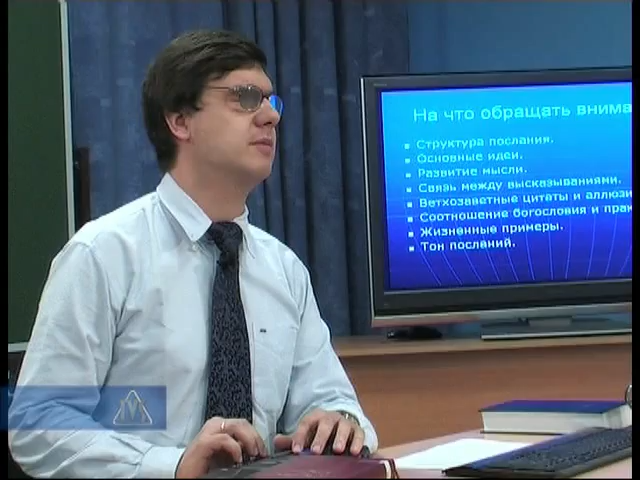 На что обращать внима
Структура послания.
Основные идеи.
Развитие мысли.
Связь между высказываниями.
Ветхозаветные цитаты и аллюзи
Соотношение богословия и прак
Жизненные примеры.
Тон посланий.